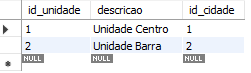 id_unidade descricao id_cidade
1 Unidade Centro 1
2 Unidade Barra 2
NULL NULL NULL